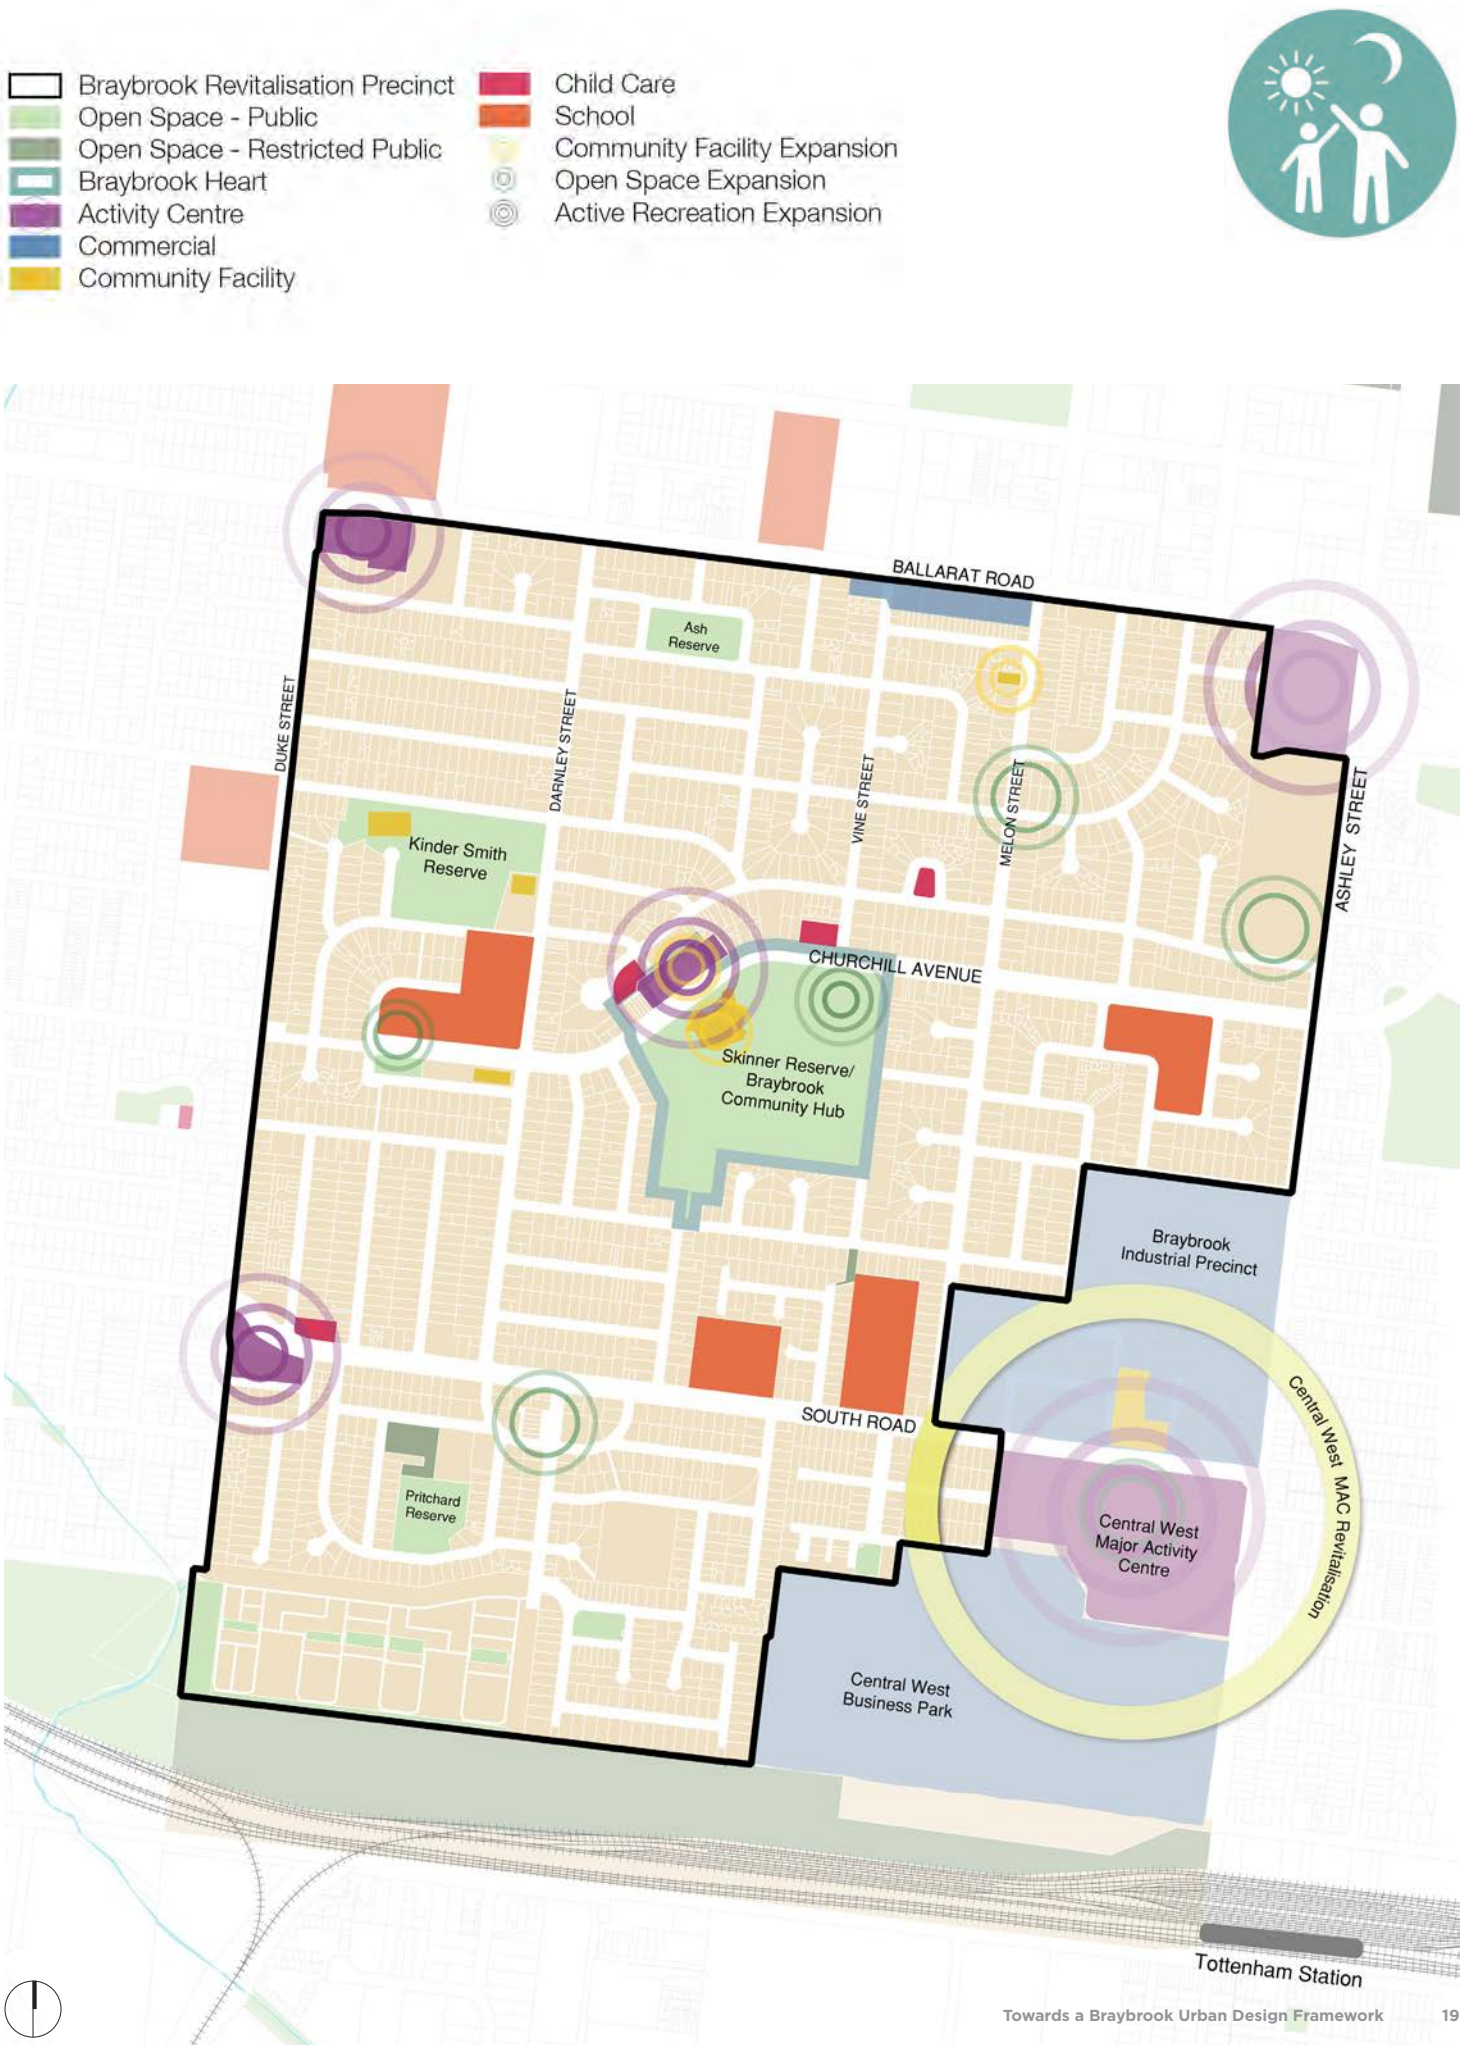 Braybrook Revitalisation Precinct
Open Space - Public
Open Space - Restricted Public
Braybrook Heart
Activity Centre
Commercial
Community Facility
Child Care
School
Community Facility Expansion
Open Space Expansion
Active Recreation Expansion
BALLARAT ROAD
Ash
Reserve
DUKE STREET
DARNLEY STREET
VINE STREET
MELON STREET
ASHLEY STREET
Kinder Smith
Reserve
CHURCHILL AVENUE
Skinner Reserve/
Braybrook
Community Hub
Braybrook
Industrial Precinct
Central West MAC Revitalisation
SOUTH ROAD
Pritchard
Reserve
Central West
Major Activity
Centre
Central West
Business Park
Tottenham Station
Towards a Braybrook Urban Design Framework 19